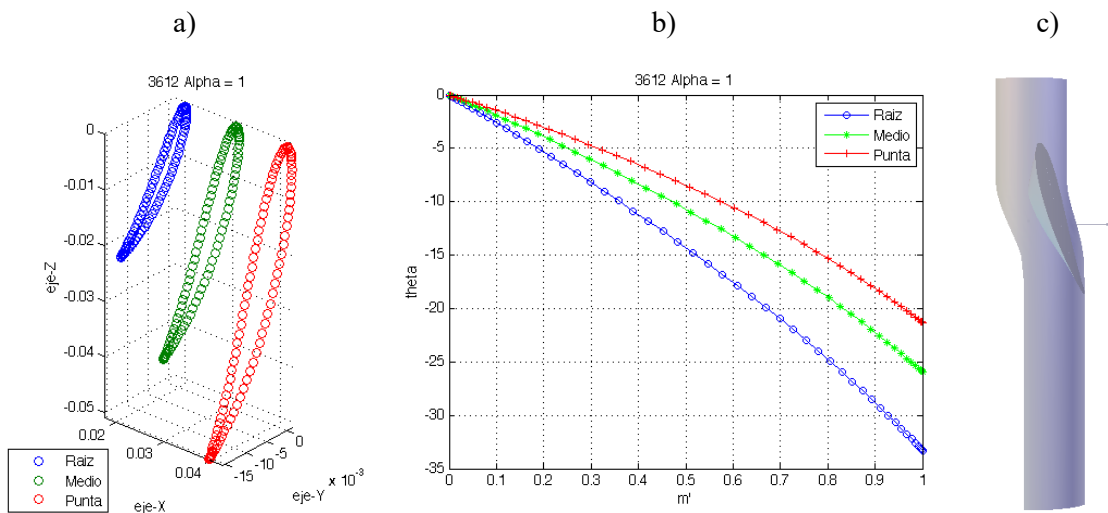 a)
b)
c)
3612 Alpha = 1
0
-0.01
-0.02
-0.03
-0.04
-0.05
eje-Z
0.02
0.03
0.04
eje-X
-15
-10
-5
0
x 10⁻³
eje-Y
Raiz
Medio
Punta
3612 Alpha = 1
0
-5
-10
-15
-20
-25
-30
-35
theta
0 0.1 0.2 0.3 0.4 0.5 0.6 0.7 0.8 0.9 1
m'
Raiz
Medio
Punta